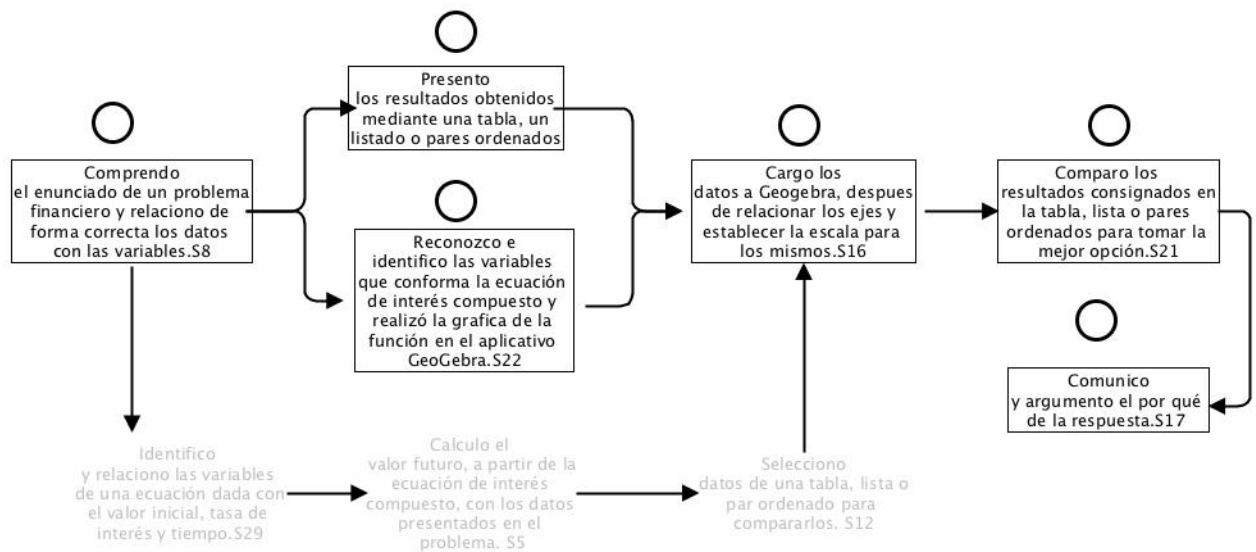 Presento
los resultados obtenidos
mediante una tabla, un
listado o pares ordenados
Comprendo
el enunciado de un problema
financiero y relaciono de
forma correcta los datos
con las variables.S8
Reconozco e
identifico las variables
que conforma la ecuación
de interés compuesto y
realizó la grafica de la
función en el aplicativo
GeoGebra.S22
Cargo los
datos a Geogebra, despues
de relacionar los ejes y
establecer la escala para
los mismos.S16
Comparo los
resultados consignados en
la tabla, lista o pares
ordenados para tomar la
mejor opción.S21
Comunico
y argumento el por qué
de la respuesta.S17
Identifico
y relaciono las variables
de una ecuación dada con
el valor inicial, tasa de
interés y tiempo.S29
Calculo el
valor futuro, a partir de la
ecuación de interés
compuesto, con los datos
presentados en el
problema. S5
Selecciono
datos de una tabla, lista o
par ordenado para
compararlos. S12